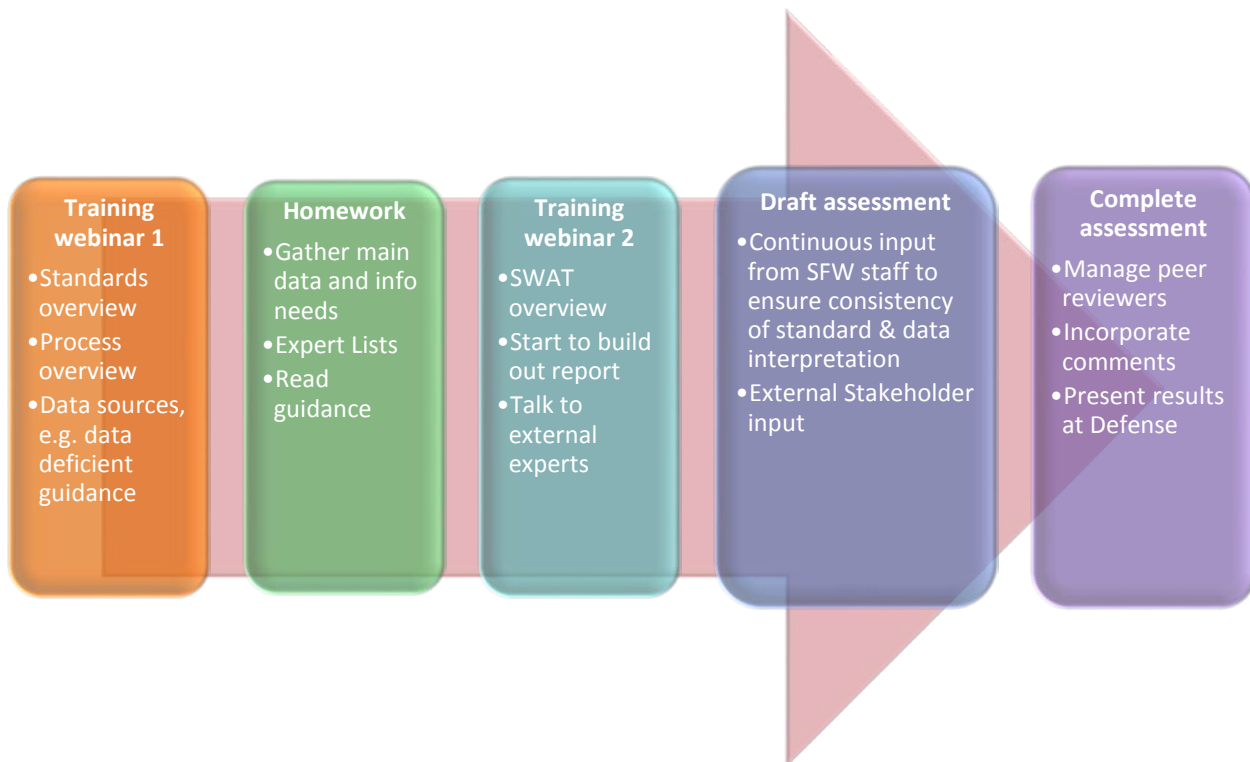 Training
webinar 1
•Standards
overview
•Process
overview
•Data sources,
e.g. data
deficient
guidance
Homework
•Gather main
data and info
needs
•Expert Lists
•Read
guidance
Training
webinar 2
•SWAT
overview
•Start to build
out report
•Talk to
external
experts
Draft assessment
•Continuous input
from SFW staff to
ensure consistency
of standard & data
interpretation
•External Stakeholder
input
Complete
assessment
•Manage peer
reviewers
•Incorporate
comments
•Present results
at Defense